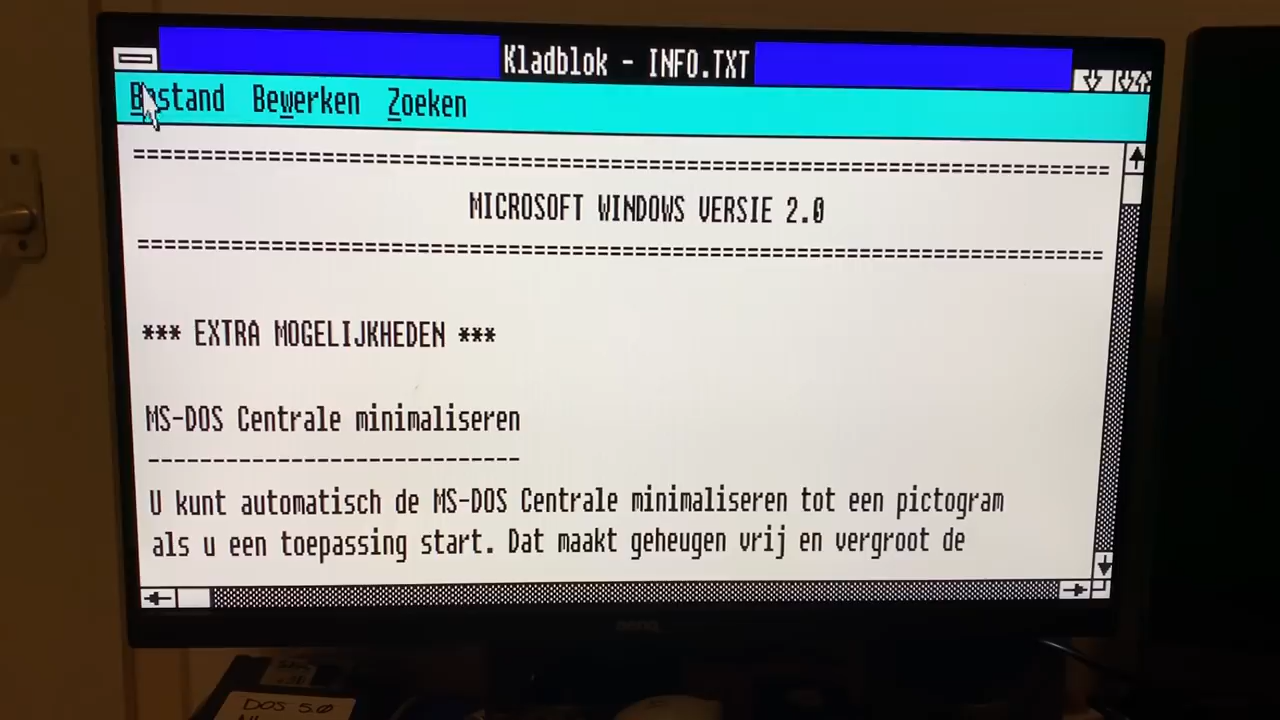 Kladblok - INFO.TXT
Bestand Bewerken Zoeken
================================================================================
MICROSOFT WINDOWS VERSIE 2.0
================================================================================
*** EXTRA MOGELIJKHEDEN ***
MS-DOS Centrale minimaliseren
-----------------------------
U kunt automatisch de MS-DOS Centrale minimaliseren tot een pictogram
als u een toepassing start. Dat maakt geheugen vrij en vergroot de
BenQ
DOS 5.0